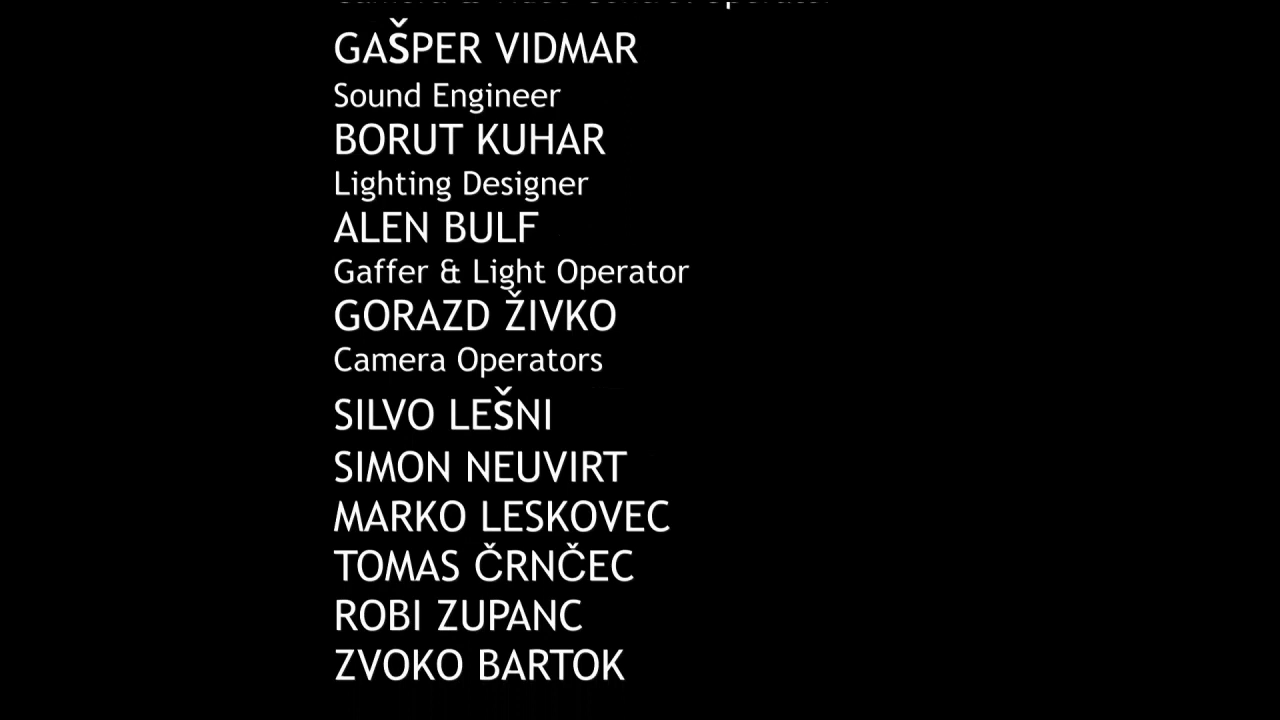 GAŠPER VIDMAR
Sound Engineer
BORUT KUHAR
Lighting Designer
ALEN BULF
Gaffer & Light Operator
GORAZD ŽIVKO
Camera Operators
SILVO LEŠNI
SIMON NEUVIRT
MARKO LESKOVEC
TOMAS ČRNČEC
ROBI ZUPANC
ZVOKO BARTOK